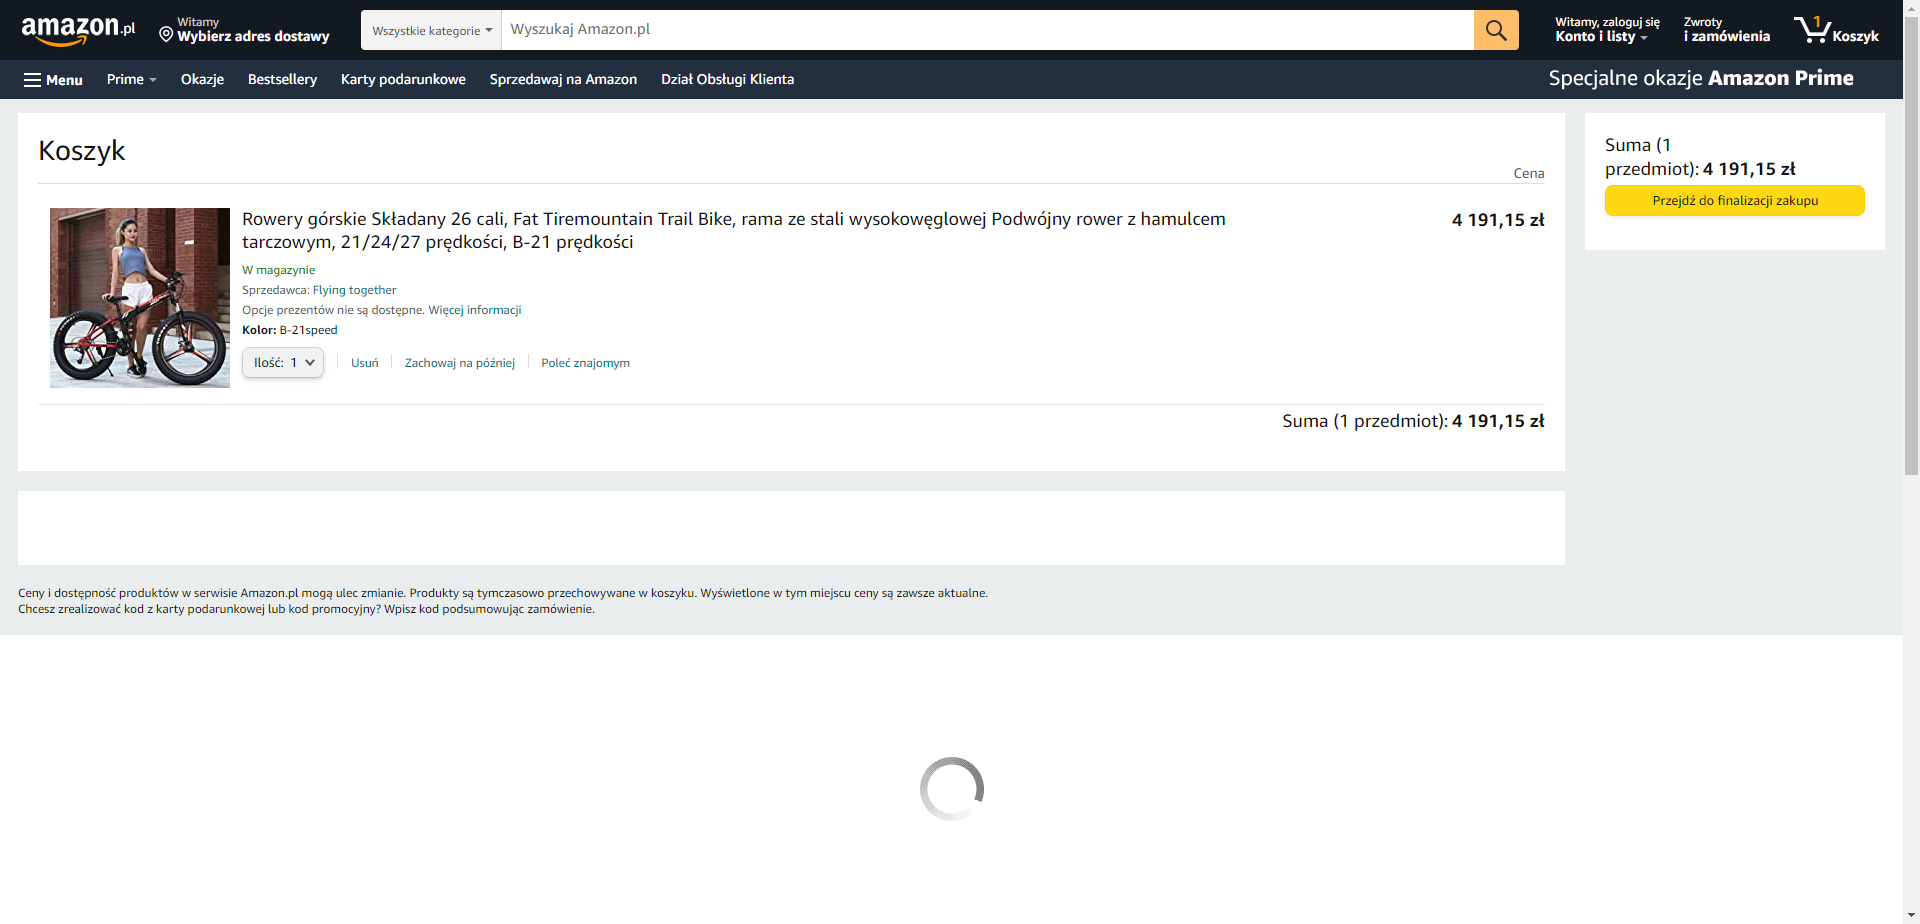 amazon.pl
Witamy
Wybierz adres dostawy
Wszystkie kategorie
Wyszukaj Amazon.pl
Witamy, zaloguj się
Konto i listy
Zwroty
i zamówienia
1
Koszyk
Menu
Prime
Okazje
Bestsellery
Karty podarunkowe
Sprzedawaj na Amazon
Dział Obsługi Klienta
Specjalne okazje Amazon Prime
Koszyk
Cena
Rowery górskie Składany 26 cali, Fat Tiremountain Trail Bike, rama ze stali wysokowęglowej Podwójny rower z hamulcem
tarczowym, 21/24/27 prędkości, B-21 prędkości
4 191,15 zł
W magazynie
Sprzedawca: Flying together
Opcje prezentów nie są dostępne. Więcej informacji
Kolor: B-21speed
Ilość: 1
Usuń
Zachowaj na później
Poleć znajomym
Suma (1 przedmiot): 4 191,15 zł
Suma (1
przedmiot): 4 191,15 zł
Przejdź do finalizacji zakupu
Ceny i dostępność produktów w serwisie Amazon.pl mogą ulec zmianie. Produkty są tymczasowo przechowywane w koszyku. Wyświetlone w tym miejscu ceny są zawsze aktualne.
Chcesz zrealizować kod z karty podarunkowej lub kod promocyjny? Wpisz kod podsumowując zamówienie.